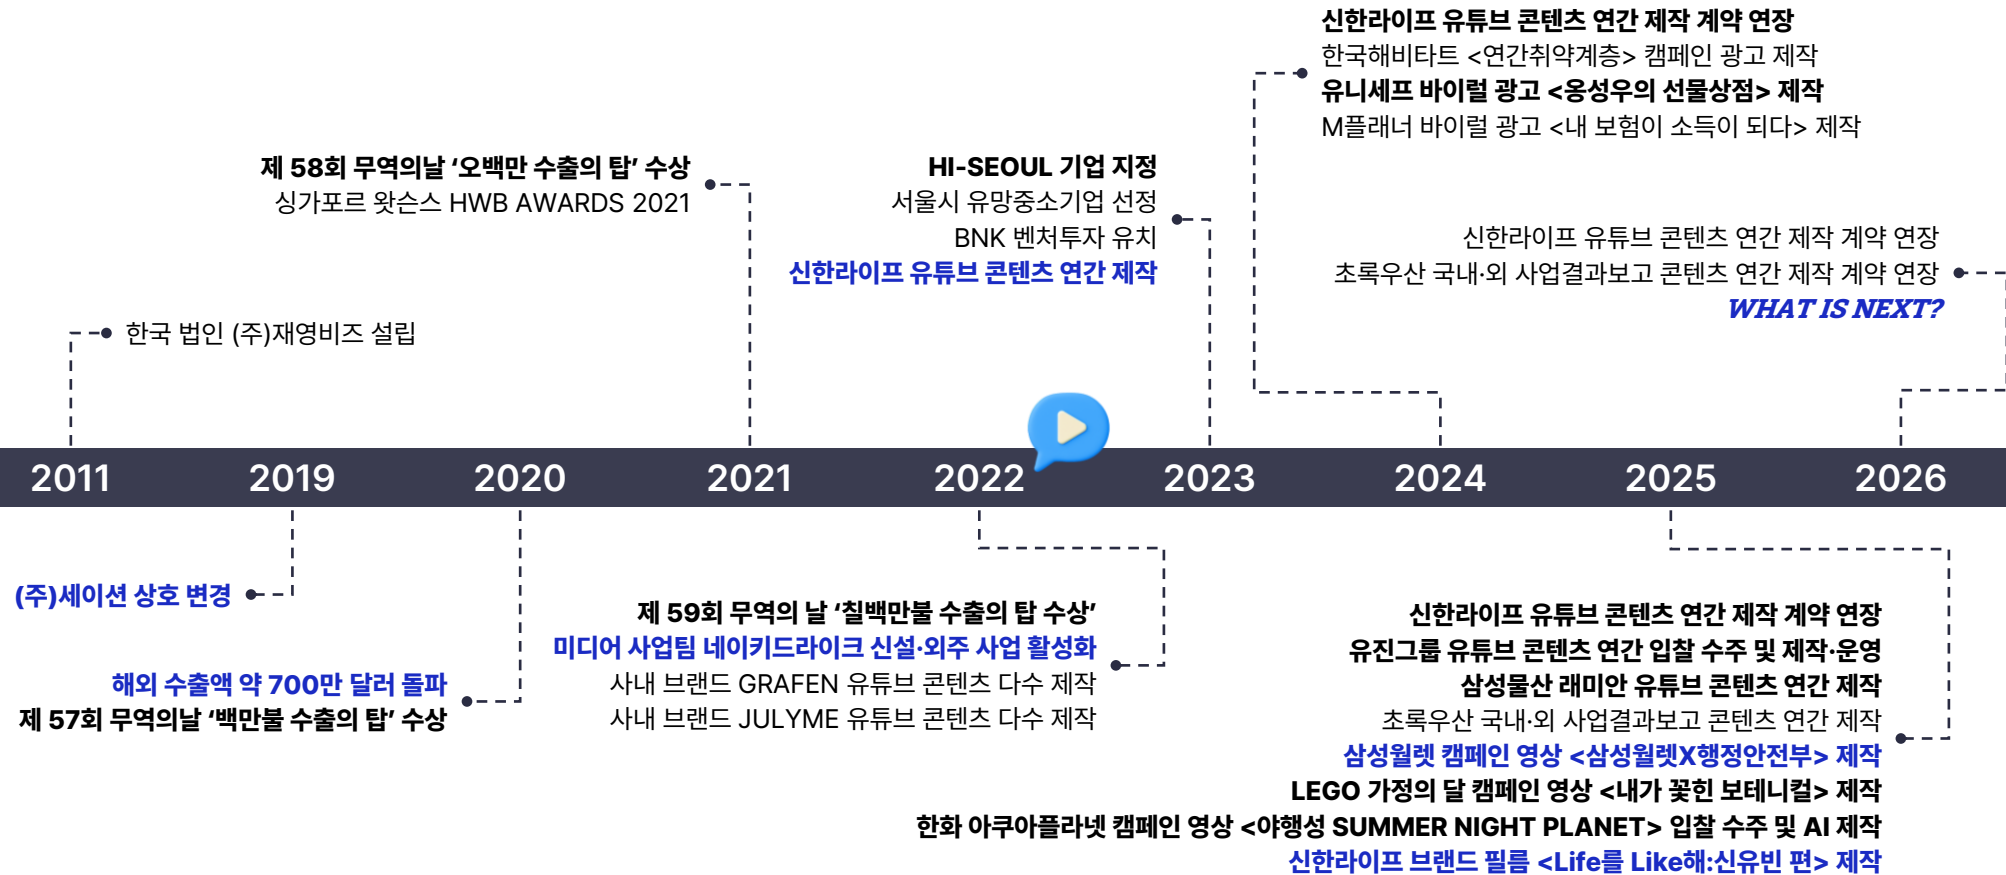 신한라이프 유튜브 콘텐츠 연간 제작 계약 연장
한국해비타트 <연간취약계층> 캠페인 광고 제작
유니세프 바이럴 광고 <옹성우의 선물상점> 제작
M플래너 바이럴 광고 <내 보험이 소득이 되다> 제작
제 58회 무역의날 ‘오백만 수출의 탑’ 수상
싱가포르 왓슨스 HWB AWARDS 2021
HI-SEOUL 기업 지정
서울시 유망중소기업 선정
BNK 벤처투자 유치
신한라이프 유튜브 콘텐츠 연간 제작
신한라이프 유튜브 콘텐츠 연간 제작 계약 연장
초록우산 국내·외 사업결과보고 콘텐츠 연간 제작 계약 연장
WHAT IS NEXT?
한국 법인 (주)재영비즈 설립
2011 2019 2020 2021 2022 2023 2024 2025 2026
(주)세이션 상호 변경
해외 수출액 약 700만 달러 돌파
제 57회 무역의날 ‘백만불 수출의 탑’ 수상
제 59회 무역의 날 ‘칠백만불 수출의 탑 수상’
미디어 사업팀 네이키드라이크 신설·외주 사업 활성화
사내 브랜드 GRAFEN 유튜브 콘텐츠 다수 제작
사내 브랜드 JULYME 유튜브 콘텐츠 다수 제작
신한라이프 유튜브 콘텐츠 연간 제작 계약 연장
유진그룹 유튜브 콘텐츠 연간 입찰 수주 및 제작·운영
삼성물산 래미안 유튜브 콘텐츠 연간 제작
초록우산 국내·외 사업결과보고 콘텐츠 연간 제작
삼성월렛 캠페인 영상 <삼성월렛X행정안전부> 제작
LEGO 가정의 달 캠페인 영상 <내가 꽃힌 보테니컬> 제작
한화 아쿠아플라넷 캠페인 영상 <야행성 SUMMER NIGHT PLANET> 입찰 수주 및 AI 제작
신한라이프 브랜드 필름 <Life를 Like해:신유빈 편> 제작